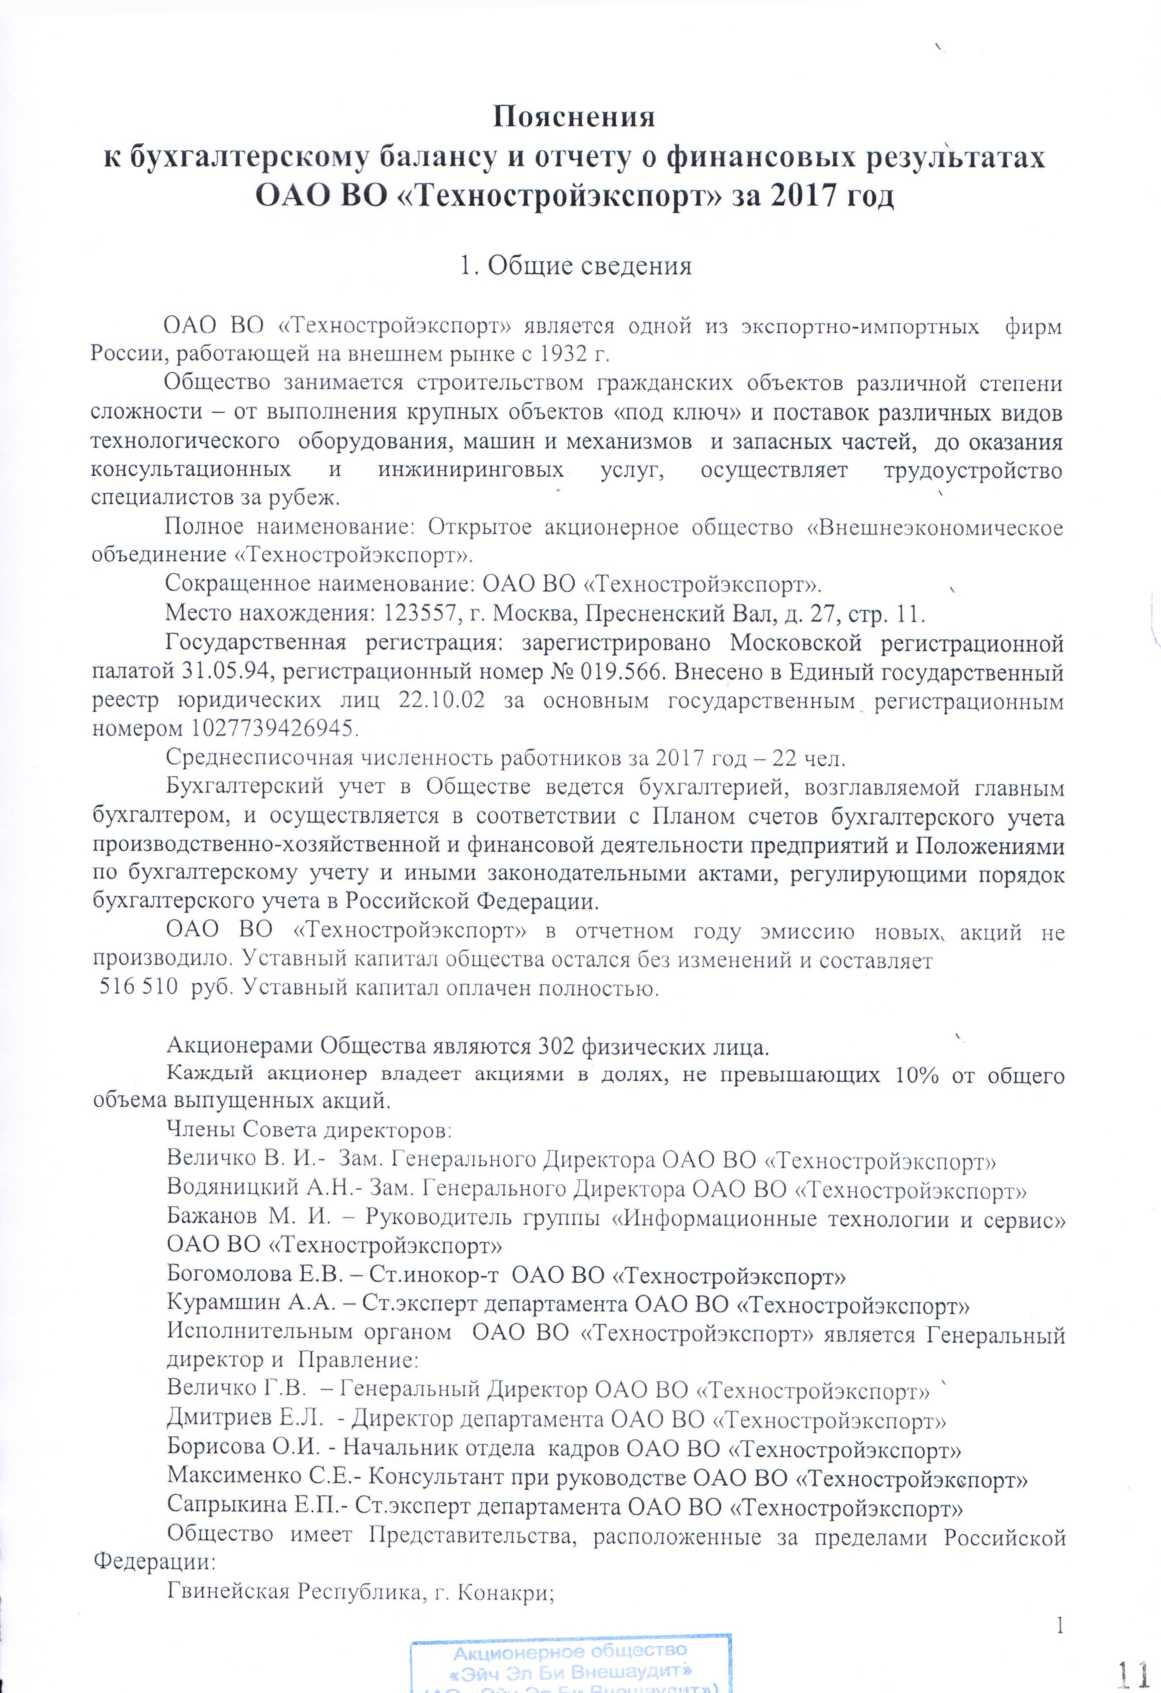 Пояснения
к бухгалтерскому балансу и отчету о финансовых результатах
ОАО ВО «Техностройэкспорт» за 2017 год
1. Общие сведения
ОАО ВО «Техностройэкспорт» является одной из экспортно-импортных фирм
России, работающей на внешнем рынке с 1932 г.
Общество занимается строительством гражданских объектов различной степени
сложности – от выполнения крупных объектов «под ключ» и поставок различных видов
технологического оборудования, машин и механизмов и запасных частей, до оказания
консультационных и инжиниринговых услуг, осуществляет трудоустройство
специалистов за рубеж.
Полное наименование: Открытое акционерное общество «Внешнеэкономическое
объединение «Техностройэкспорт».
Сокращенное наименование: ОАО ВО «Техностройэкспорт».
Место нахождения: 123557, г. Москва, Пресненский Вал, д. 27, стр. 11.
Государственная регистрация: зарегистрировано Московской регистрационной
палатой 31.05.94, регистрационный номер № 019.566. Внесено в Единый государственный
реестр юридических лиц 22.10.02 за основным государственным регистрационным
номером 1027739426945.
Среднесписочная численность работников за 2017 год – 22 чел.
Бухгалтерский учет в Обществе ведется бухгалтерией, возглавляемой главным
бухгалтером, и осуществляется в соответствии с Планом счетов бухгалтерского учета
производственно-хозяйственной и финансовой деятельности предприятий и Положениями
по бухгалтерскому учету и иными законодательными актами, регулирующими порядок
бухгалтерского учета в Российской Федерации.
ОАО ВО «Техностройэкспорт» в отчетном году эмиссию новых акций не
производило. Уставный капитал общества остался без изменений и составляет
516 510 руб. Уставный капитал оплачен полностью.
Акционерами Общества являются 302 физических лица.
Каждый акционер владеет акциями в долях, не превышающих 10% от общего
объема выпущенных акций.
Члены Совета директоров:
Величко В. И.- Зам. Генерального Директора ОАО ВО «Техностройэкспорт»
Водяницкий А.Н.- Зам. Генерального Директора ОАО ВО «Техностройэкспорт»
Бажанов М. И. – Руководитель группы «Информационные технологии и сервис»
ОАО ВО «Техностройэкспорт»
Богомолова Е.В. – Ст.инокор-т ОАО ВО «Техностройэкспорт»
Курамшин А.А. – Ст.эксперт департамента ОАО ВО «Техностройэкспорт»
Исполнительным органом ОАО ВО «Техностройэкспорт» является Генеральный
директор и Правление:
Величко Г.В. – Генеральный Директор ОАО ВО «Техностройэкспорт»
Дмитриев Е.Л. - Директор департамента ОАО ВО «Техностройэкспорт»
Борисова О.И. - Начальник отдела кадров ОАО ВО «Техностройэкспорт»
Максименко С.Е.- Консультант при руководстве ОАО ВО «Техностройэкспорт»
Сапрыкина Е.П.- Ст.эксперт департамента ОАО ВО «Техностройэкспорт»
Общество имеет Представительства, расположенные за пределами Российской
Федерации:
Гвинейская Республика, г. Конакри;
1
Акционерное общество
«Эйч Эл Би Внешаудит»
(АО «Эйч Эл Би Внешаудит»)
11